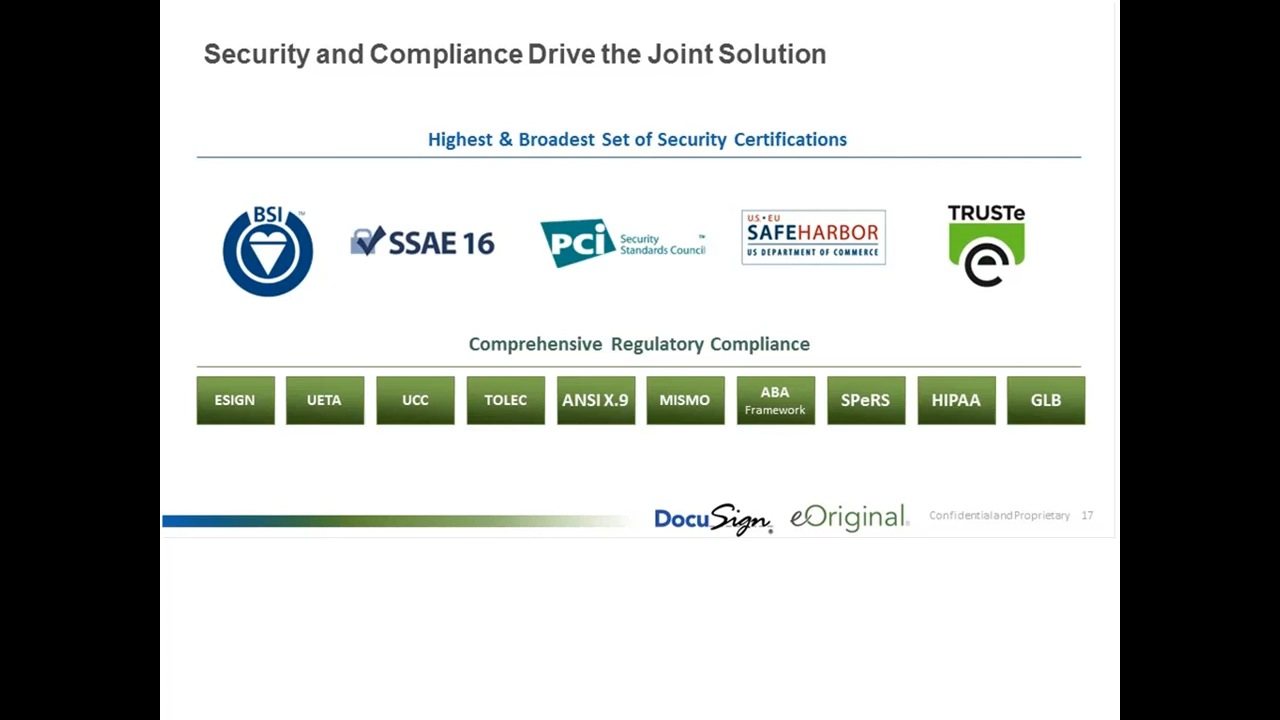 Security and Compliance Drive the Joint Solution
Highest & Broadest Set of Security Certifications
BSI ™
SSAE 16
PCi Security Standards Council ™
U.S. • EU
SAFEHARBOR
US DEPARTMENT OF COMMERCE
TRUSTe
e
Comprehensive Regulatory Compliance
ESIGN
UETA
UCC
TOLEC
ANSI X.9
MISMO
ABA
Framework
SPeRS
HIPAA
GLB
DocuSign®
eOriginal®
Confidential and Proprietary 17